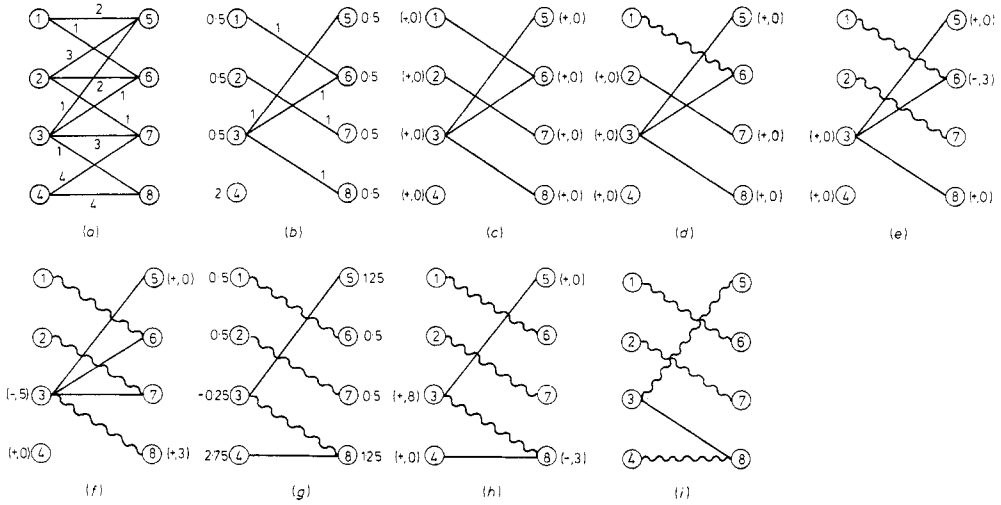 1 2 5
1
3
2 2 1 6
1 1
3 3 7
1
4
4 4 8
(a)
0·5 1 1 5 0·5
0·5 2 6 0·5
1 1
0·5 3 1 7 0·5
1
2 4 8 0·5
(b)
(+,0) 1 5 (+,0)
(+,0) 2 6 (+,0)
(+,0) 3 7 (+,0)
(+,0) 4 8 (+,0)
(c)
1 5 (+,0)
(+,0) 2 6
(+,0) 3 7 (+,0)
(+,0) 4 8 (+,0)
(d)
1 5 (+,0)
2 6 (-,3)
(+,0) 3 7
(+,0) 4 8 (+,0)
(e)
1 5 (+,0)
2 6
(-,5) 3 7
(+,0) 4 8 (+,3)
(f)
0·5 1 5 125
0·5 2 6 0·5
-0·25 3 7 0·5
2·75 4 8 125
(g)
1 5 (+,0)
2 6
(+,8) 3 7
(+,0) 4 8 (-,3)
(h)
1 5
2 6
3 7
4 8
(i)